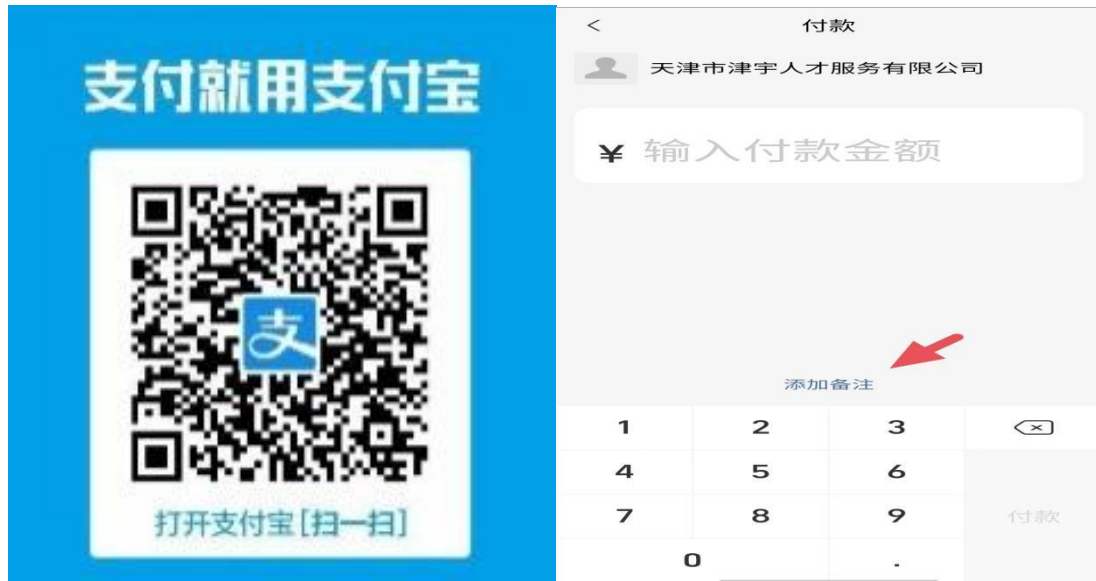 支付就用支付宝
支
打开支付宝[扫一扫]
<
付款
天津市津宇人才服务有限公司
¥ 输入付款金额
添加备注
1 2 3
4 5 6
7 8 9 付款
0 .